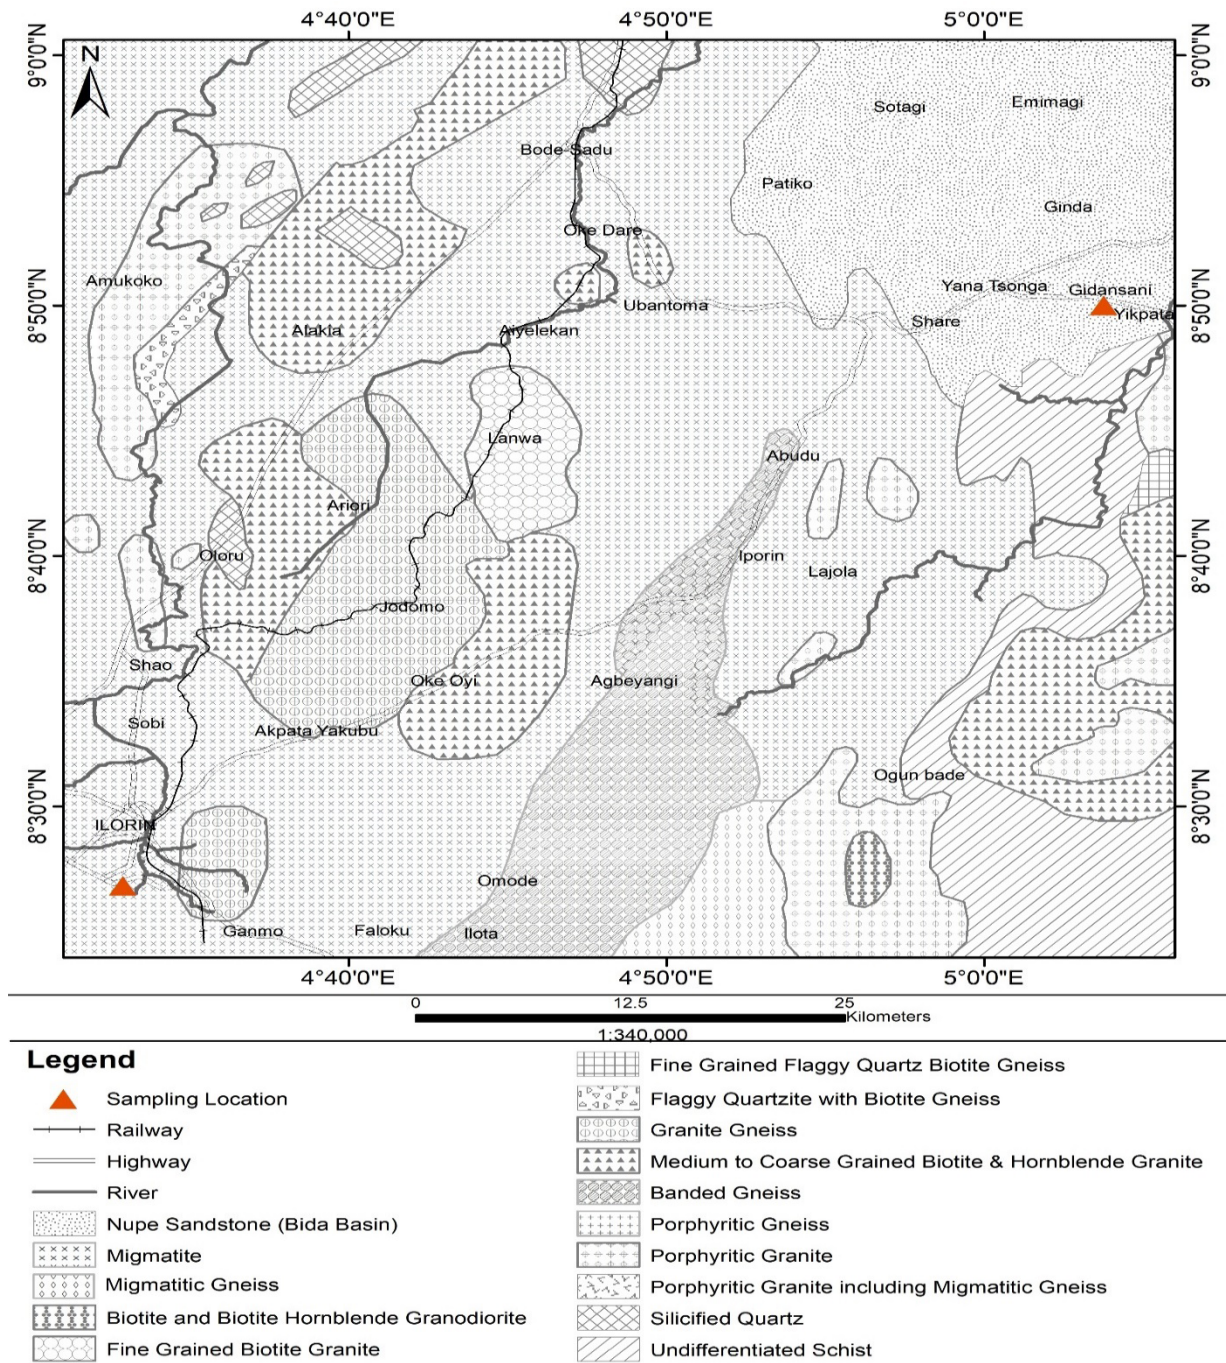 4°40'0"E 4°50'0"E 5°0'0"E
9°0'0"N
9°0'0"N
N
Sotagi
Emimagi
Bode Sadu
Patiko
Ginda
Oke Dare
Amukoko
Yana Tsonga
Gidansani
8°50'0"N
8°50'0"N
Ubantoma
Yikpata
Share
Alakla
Aiyelekan
Lanwa
Abudu
Ariori
8°40'0"N
8°40'0"N
Oloru
Iporin
Lajola
Jodomo
Shao
Oke Oyi
Agbeyangi
Sobi
Akpata Yakubu
Ogun bade
8°30'0"N
8°30'0"N
ILORIN
Omode
Ganmo
Faloku
Ilota
4°40'0"E 4°50'0"E 5°0'0"E
0 12.5 25
Kilometers
1:340,000
Legend
Sampling Location
Railway
Highway
River
Nupe Sandstone (Bida Basin)
Migmatite
Migmatitic Gneiss
Biotite and Biotite Hornblende Granodiorite
Fine Grained Biotite Granite
Fine Grained Flaggy Quartz Biotite Gneiss
Flaggy Quartzite with Biotite Gneiss
Granite Gneiss
Medium to Coarse Grained Biotite & Hornblende Granite
Banded Gneiss
Porphyritic Gneiss
Porphyritic Granite
Porphyritic Granite including Migmatitic Gneiss
Silicified Quartz
Undifferentiated Schist